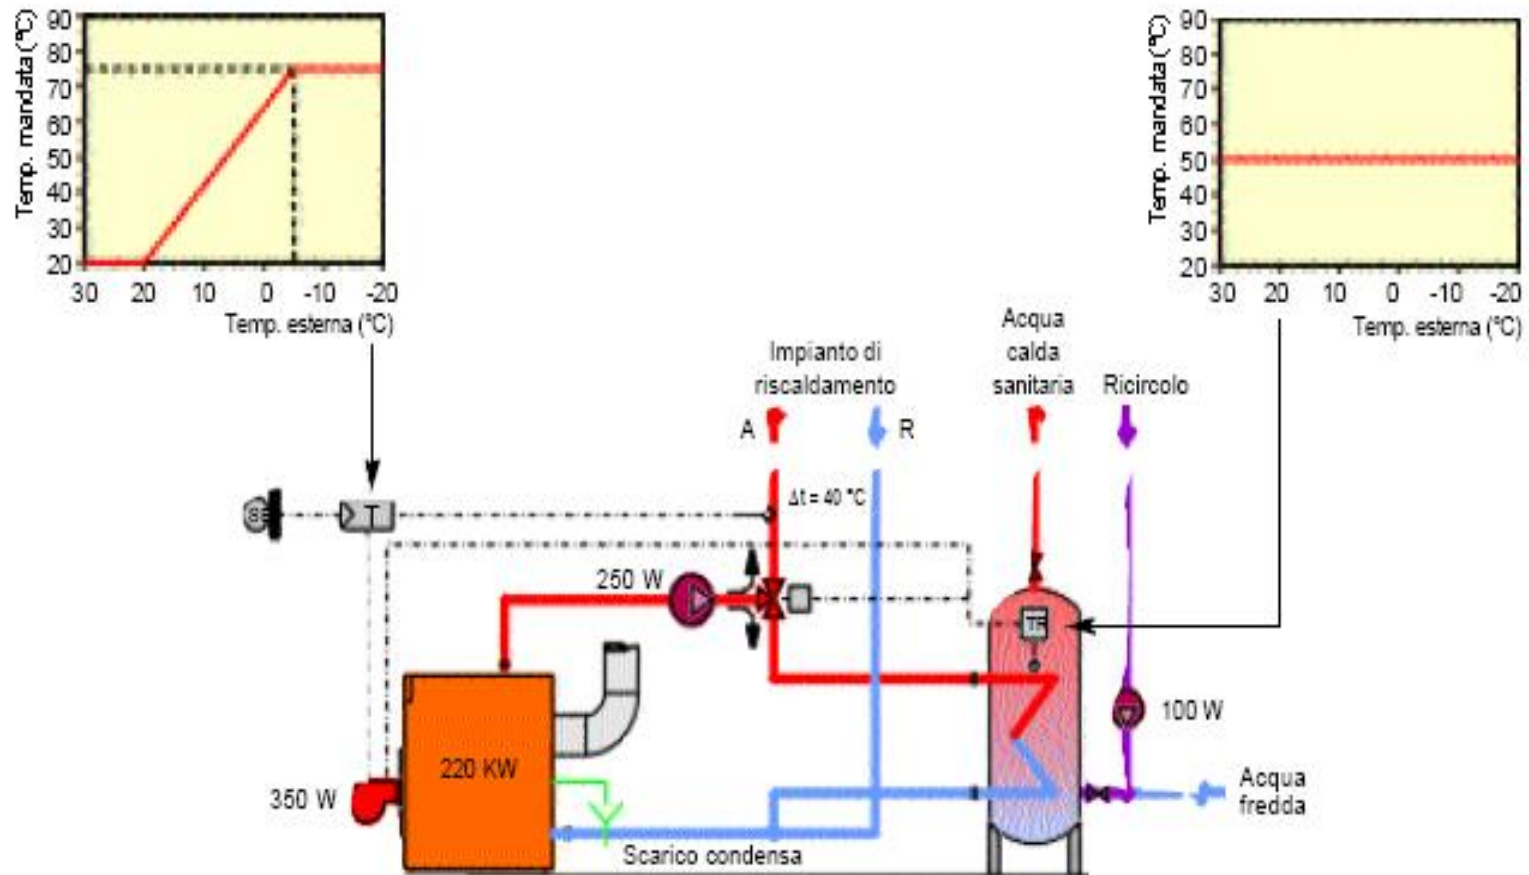 Temp. mandata (°C)
90
80
70
60
50
40
30
20
30 20 10 0 -10 -20
Temp. esterna (°C)
Temp. mandata (°C)
90
80
70
60
50
40
30
20
30 20 10 0 -10 -20
Temp. esterna (°C)
Impianto di
riscaldamento
Acqua
calda
sanitaria
Ricircolo
A
R
Δt = 40 °C
T
250 W
TR
220 KW
350 W
100 W
Acqua
fredda
Scarico condensa